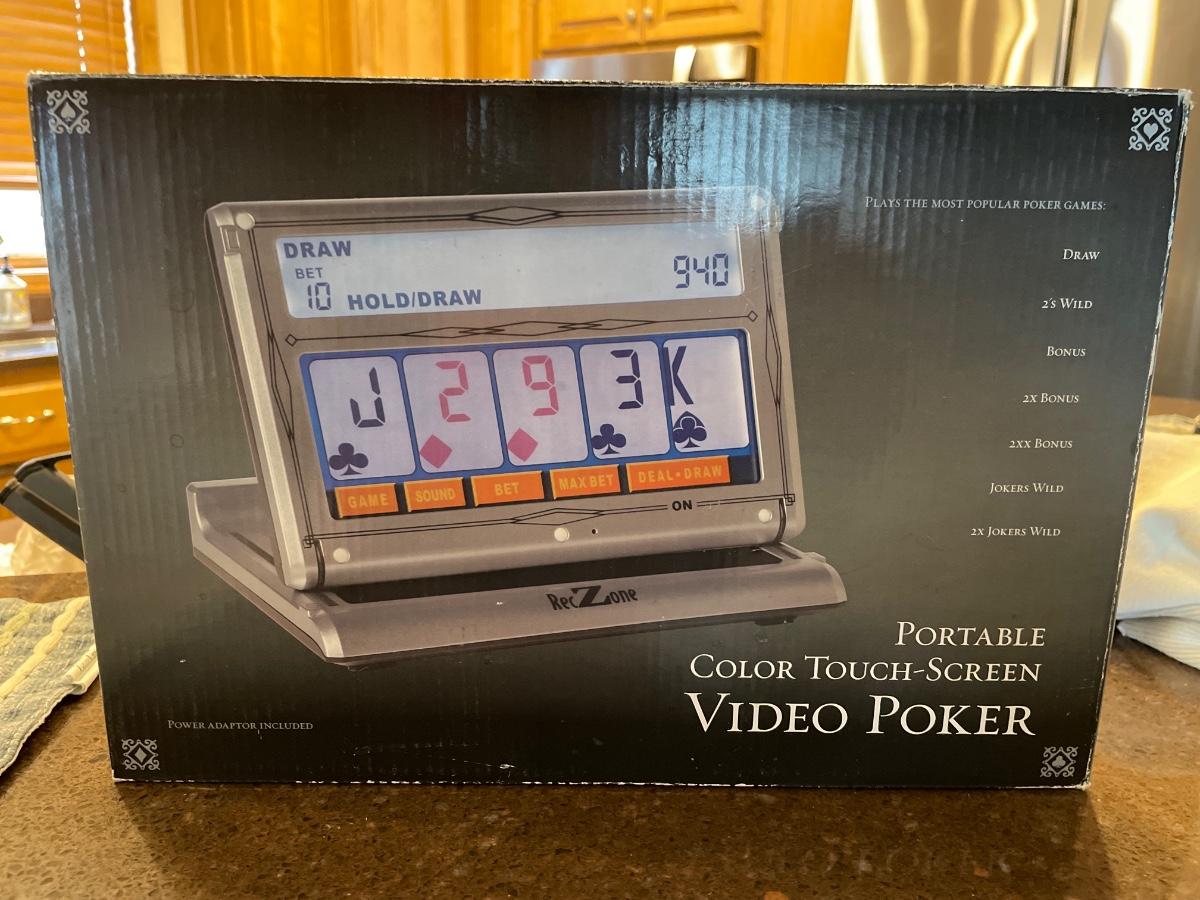 PLAYS THE MOST POPULAR POKER GAMES:
DRAW
2'S WILD
BONUS
2X BONUS
2XX BONUS
JOKERS WILD
2X JOKERS WILD
DRAW
BET
10 HOLD/DRAW 940
J 2 9 3 K
GAME SOUND BET MAX BET DEAL•DRAW
ON
RecZone
PORTABLE
COLOR TOUCH-SCREEN
VIDEO POKER
POWER ADAPTOR INCLUDED